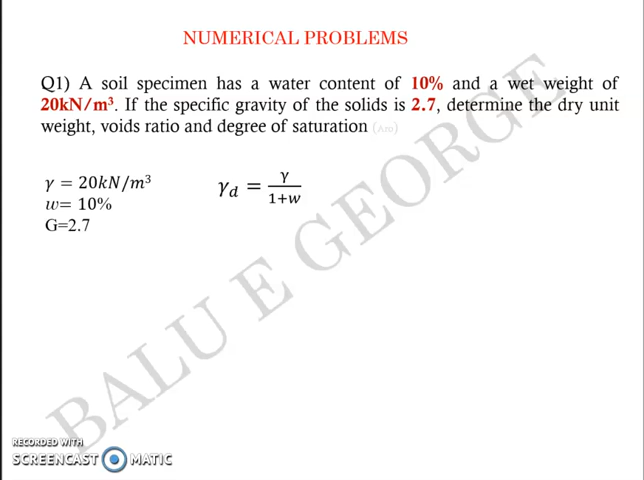 NUMERICAL PROBLEMS
Q1) A soil specimen has a water content of 10% and a wet weight of
20kN/m³. If the specific gravity of the solids is 2.7, determine the dry unit
weight, voids ratio and degree of saturation
γ = 20kN/m³
w= 10%
G=2.7
γd = γ / 1+w
BALU E GEORGE
RECORDED WITH
SCREENCAST MATIC